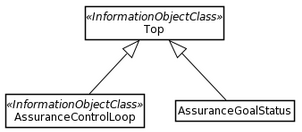 «InformationObjectClass»
Top
«InformationObjectClass»
AssuranceControlLoop
AssuranceGoalStatus